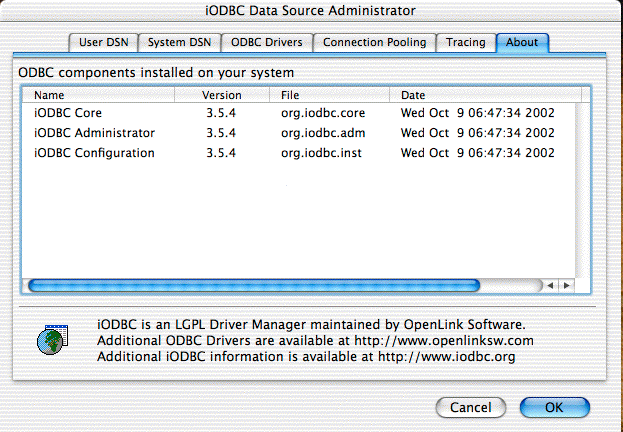 iODBC Data Source Administrator
User DSN System DSN ODBC Drivers Connection Pooling Tracing About
ODBC components installed on your system
Name Version File Date
iODBC Core 3.5.4 org.iodbc.core Wed Oct 9 06:47:34 2002
iODBC Administrator 3.5.4 org.iodbc.adm Wed Oct 9 06:47:34 2002
iODBC Configuration 3.5.4 org.iodbc.inst Wed Oct 9 06:47:34 2002
iODBC is an LGPL Driver Manager maintained by OpenLink Software.
Additional ODBC Drivers are available at http://www.openlinksw.com
Additional iODBC information is available at http://www.iodbc.org
Cancel OK